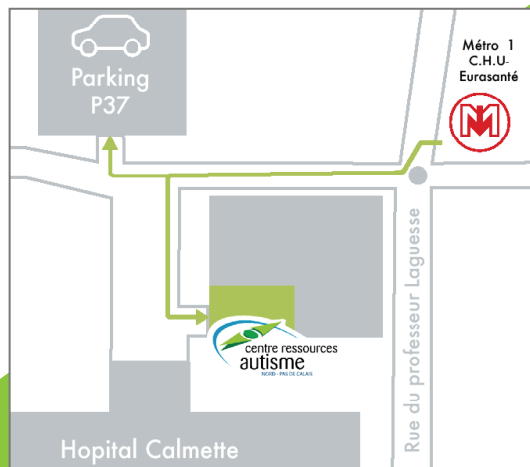 Parking
P37
Métro 1
C.H.U-
Eurasanté
M
Rue du professeur Laguesse
centre ressources
autisme
NORD - PAS DE CALAIS
Hopital Calmette